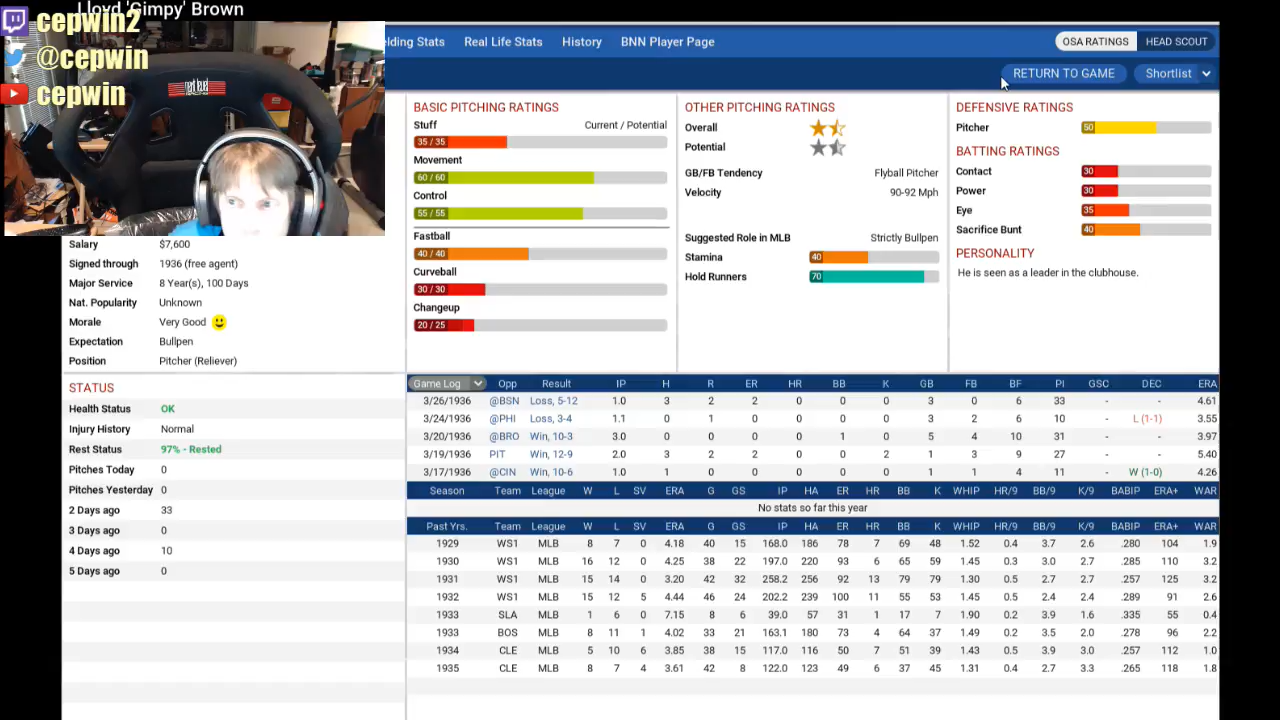 Lloyd 'Gimpy' Brown
cepwin2
@cepwin
cepwin
elding Stats Real Life Stats History BNN Player Page
OSA RATINGS HEAD SCOUT
RETURN TO GAME Shortlist
Salary $7,600
Signed through 1936 (free agent)
Major Service 8 Year(s), 100 Days
Nat. Popularity Unknown
Morale Very Good
Expectation Bullpen
Position Pitcher (Reliever)
STATUS
Health Status OK
Injury History Normal
Rest Status 97% - Rested
Pitches Today 0
Pitches Yesterday 0
2 Days ago 33
3 Days ago 0
4 Days ago 10
5 Days ago 0
BASIC PITCHING RATINGS
Stuff Current / Potential
35 / 35
Movement
60 / 60
Control
55 / 55
Fastball
40 / 40
Curveball
30 / 30
Changeup
20 / 25
OTHER PITCHING RATINGS
Overall
Potential
GB/FB Tendency Flyball Pitcher
Velocity 90-92 Mph
Suggested Role in MLB Strictly Bullpen
Stamina 40
Hold Runners 70
DEFENSIVE RATINGS
Pitcher 50
BATTING RATINGS
Contact 30
Power 30
Eye 35
Sacrifice Bunt 40
PERSONALITY
He is seen as a leader in the clubhouse.
Game Log Opp Result IP H R ER HR BB K GB FB BF PI GSC DEC ERA
3/26/1936 @BSN Loss, 5-12 1.0 3 2 2 0 0 0 3 0 6 33 - - 4.61
3/24/1936 @PHI Loss, 3-4 1.1 0 1 0 0 0 0 3 2 6 10 - L (1-1) 3.55
3/20/1936 @BRO Win, 10-3 3.0 0 0 0 0 1 0 5 4 10 31 - - 3.97
3/19/1936 PIT Win, 12-9 2.0 3 2 2 0 0 2 1 3 9 27 - - 5.40
3/17/1936 @CIN Win, 10-6 1.0 1 0 0 0 0 0 1 1 4 11 - W (1-0) 4.26
Season Team League W L SV ERA G GS IP HA ER HR BB K WHIP HR/9 BB/9 K/9 BABIP ERA+ WAR
No stats so far this year
Past Yrs. Team League W L SV ERA G GS IP HA ER HR BB K WHIP HR/9 BB/9 K/9 BABIP ERA+ WAR
1929 WS1 MLB 8 7 0 4.18 40 15 168.0 186 78 7 69 48 1.52 0.4 3.7 2.6 .280 104 1.9
1930 WS1 MLB 16 12 0 4.25 38 22 197.0 220 93 6 65 59 1.45 0.3 3.0 2.7 .285 110 3.2
1931 WS1 MLB 15 14 0 3.20 42 32 258.2 256 92 13 79 79 1.30 0.5 2.7 2.7 .257 125 3.2
1932 WS1 MLB 15 12 5 4.44 46 24 202.2 239 100 11 55 53 1.45 0.5 2.4 2.4 .289 91 2.6
1933 SLA MLB 1 6 0 7.15 8 6 39.0 57 31 1 17 7 1.90 0.2 3.9 1.6 .335 55 0.4
1933 BOS MLB 8 11 1 4.02 33 21 163.1 180 73 4 64 37 1.49 0.2 3.5 2.0 .278 96 2.2
1934 CLE MLB 5 10 6 3.85 38 15 117.0 116 50 7 51 39 1.43 0.5 3.9 3.0 .257 112 1.0
1935 CLE MLB 8 7 4 3.61 42 8 122.0 123 49 6 37 45 1.31 0.4 2.7 3.3 .265 118 1.8